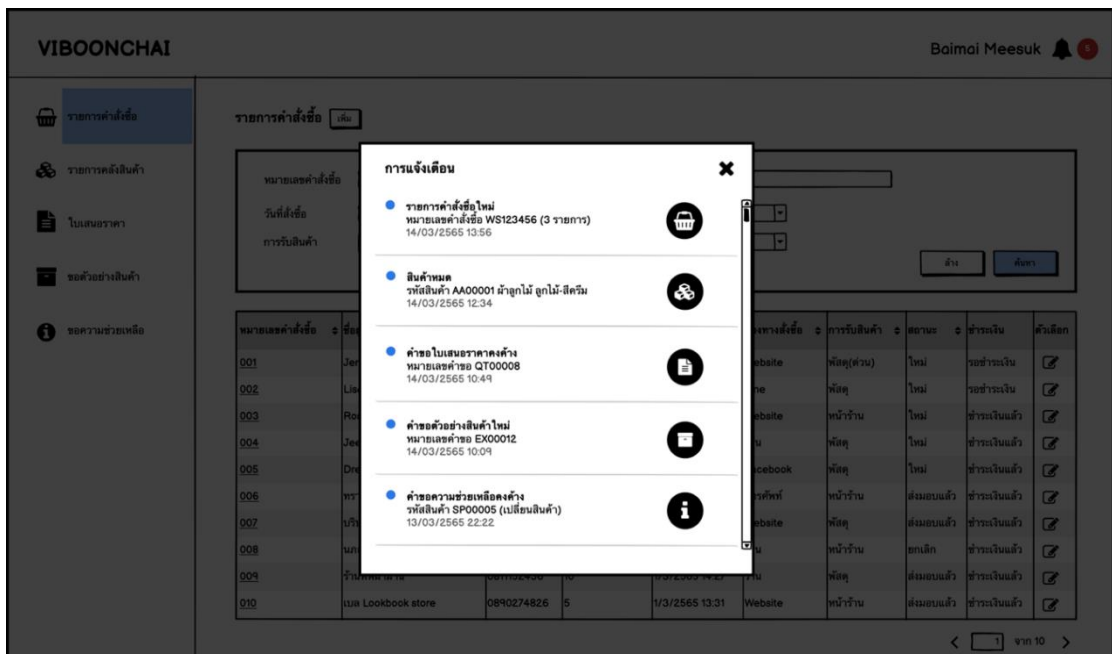 VIBOONCHAI
Baimai Meesuk 5
รายการคำสั่งซื้อ
รายการคลังสินค้า
ใบเสนอราคา
ขอตัวอย่างสินค้า
ขอความช่วยเหลือ
รายการคำสั่งซื้อ เพิ่ม
หมายเลขคำสั่งซื้อ
วันที่สั่งซื้อ
การรับสินค้า
ล้าง ค้นหา
การแจ้งเตือน
รายการคำสั่งซื้อใหม่
หมายเลขคำสั่งซื้อ WS123456 (3 รายการ)
14/03/2565 13:56
สินค้าหมด
รหัสสินค้า AA00001 ผ้าลูกไม้ ลูกไม้-สีครีม
14/03/2565 12:34
คำขอใบเสนอราคาคงค้าง
หมายเลขคำขอ QT00008
14/03/2565 10:49
คำขอตัวอย่างสินค้าใหม่
หมายเลขคำขอ EX00012
14/03/2565 10:09
คำขอความช่วยเหลือคงค้าง
รหัสสินค้า SP00005 (เปลี่ยนสินค้า)
13/03/2565 22:22
หมายเลขคำสั่งซื้อ การรับสินค้า สถานะ ชำระเงิน ตัวเลือก
001 พัสดุ(ด่วน) ใหม่ รอชำระเงิน
002 พัสดุ ใหม่ รอชำระเงิน
003 หน้าร้าน ใหม่ ชำระเงินแล้ว
004 พัสดุ ใหม่ ชำระเงินแล้ว
005 พัสดุ ใหม่ ชำระเงินแล้ว
006 หน้าร้าน ส่งมอบแล้ว ชำระเงินแล้ว
007 พัสดุ ส่งมอบแล้ว ชำระเงินแล้ว
008 หน้าร้าน ยกเลิก ชำระเงินแล้ว
009 พัสดุ ส่งมอบแล้ว ชำระเงินแล้ว
010 เบล Lookbook store 0890274826 5 1/3/2565 13:31 Website หน้าร้าน ส่งมอบแล้ว ชำระเงินแล้ว
1 จาก 10